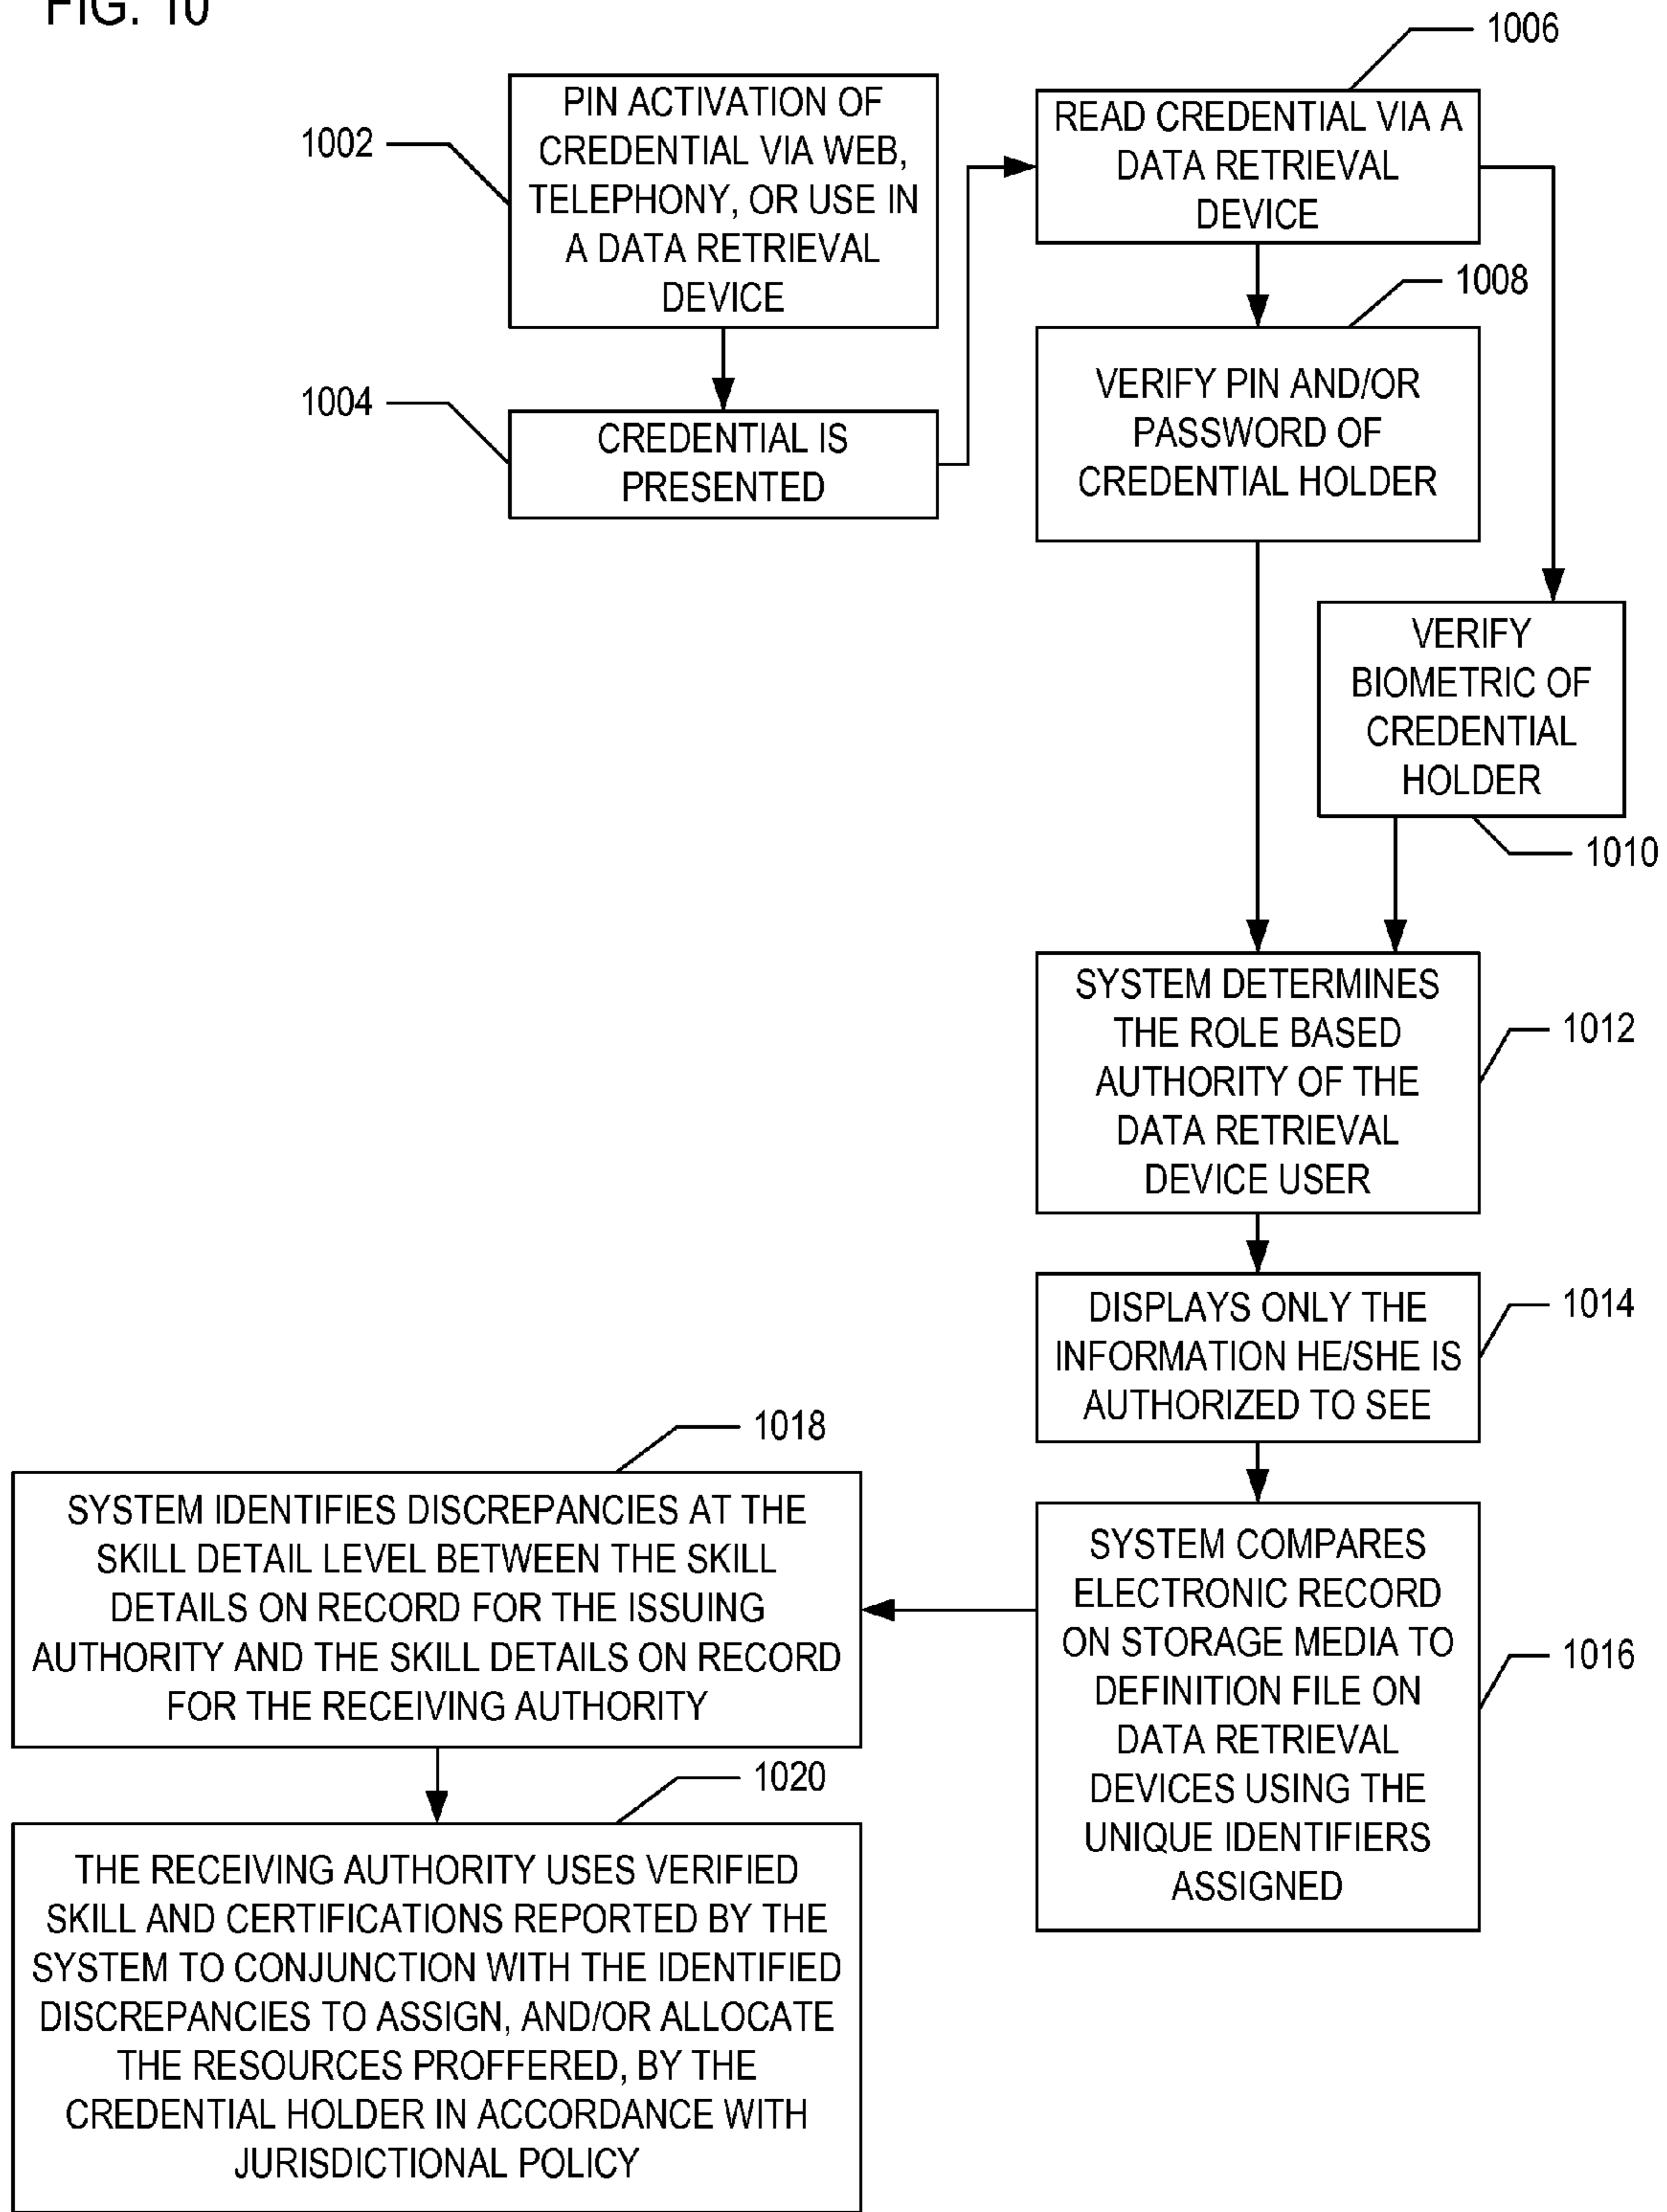 FIG. 10
1002
PIN ACTIVATION OF
CREDENTIAL VIA WEB,
TELEPHONY, OR USE IN
A DATA RETRIEVAL
DEVICE
1004
CREDENTIAL IS
PRESENTED
1006
READ CREDENTIAL VIA A
DATA RETRIEVAL
DEVICE
1008
VERIFY PIN AND/OR
PASSWORD OF
CREDENTIAL HOLDER
VERIFY
BIOMETRIC OF
CREDENTIAL
HOLDER
1010
SYSTEM DETERMINES
THE ROLE BASED
AUTHORITY OF THE
DATA RETRIEVAL
DEVICE USER
1012
DISPLAYS ONLY THE
INFORMATION HE/SHE IS
AUTHORIZED TO SEE
1014
SYSTEM COMPARES
ELECTRONIC RECORD
ON STORAGE MEDIA TO
DEFINITION FILE ON
DATA RETRIEVAL
DEVICES USING THE
UNIQUE IDENTIFIERS
ASSIGNED
1016
1018
SYSTEM IDENTIFIES DISCREPANCIES AT THE
SKILL DETAIL LEVEL BETWEEN THE SKILL
DETAILS ON RECORD FOR THE ISSUING
AUTHORITY AND THE SKILL DETAILS ON RECORD
FOR THE RECEIVING AUTHORITY
1020
THE RECEIVING AUTHORITY USES VERIFIED
SKILL AND CERTIFICATIONS REPORTED BY THE
SYSTEM TO CONJUNCTION WITH THE IDENTIFIED
DISCREPANCIES TO ASSIGN, AND/OR ALLOCATE
THE RESOURCES PROFFERED, BY THE
CREDENTIAL HOLDER IN ACCORDANCE WITH
JURISDICTIONAL POLICY